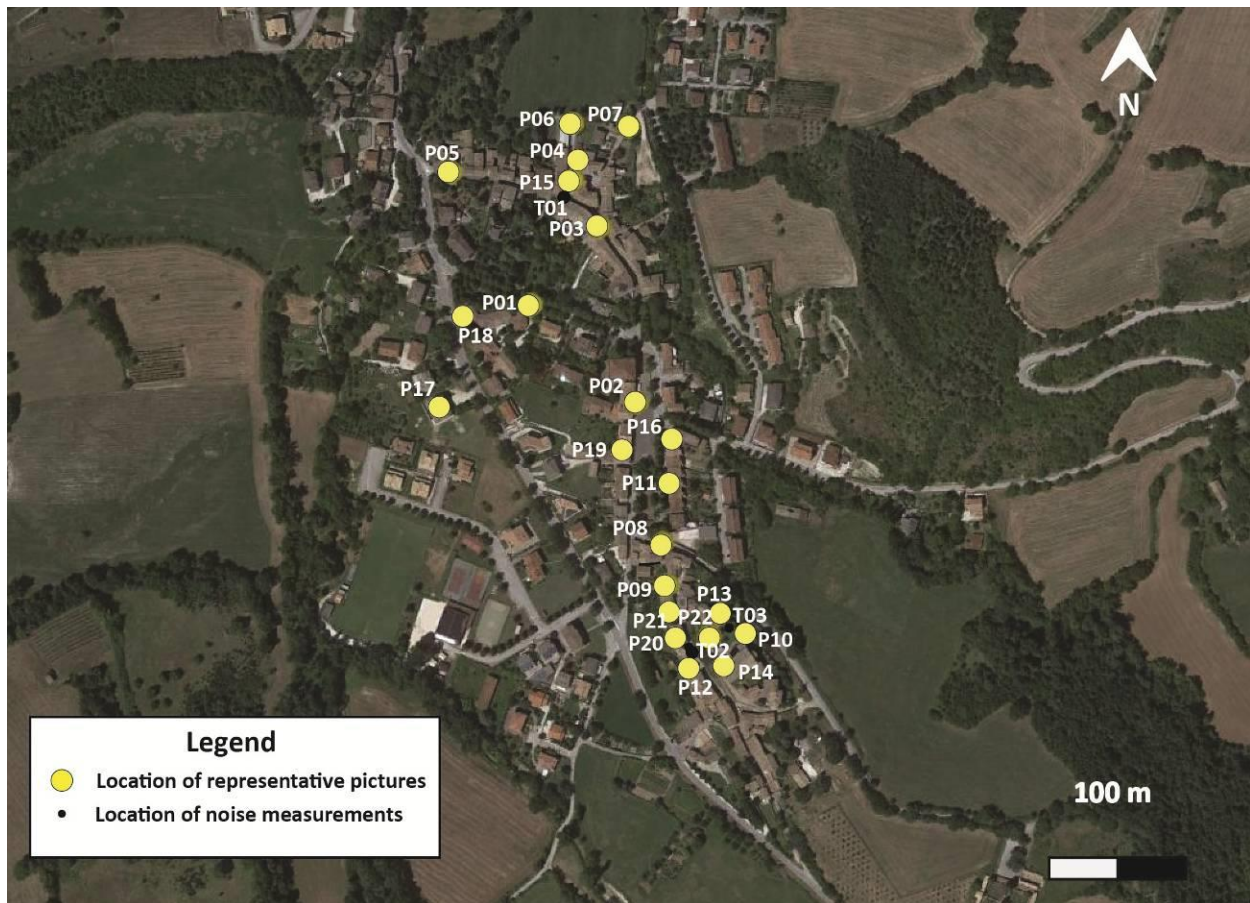 N
P06 P07
P04
P05
P15
T01
P03
P01
P18
P02
P17
P16
P19
P11
P08
P09
P13
P21 P22 T03
P20 P10
T02
P14
P12
Legend
Location of representative pictures
Location of noise measurements
100 m